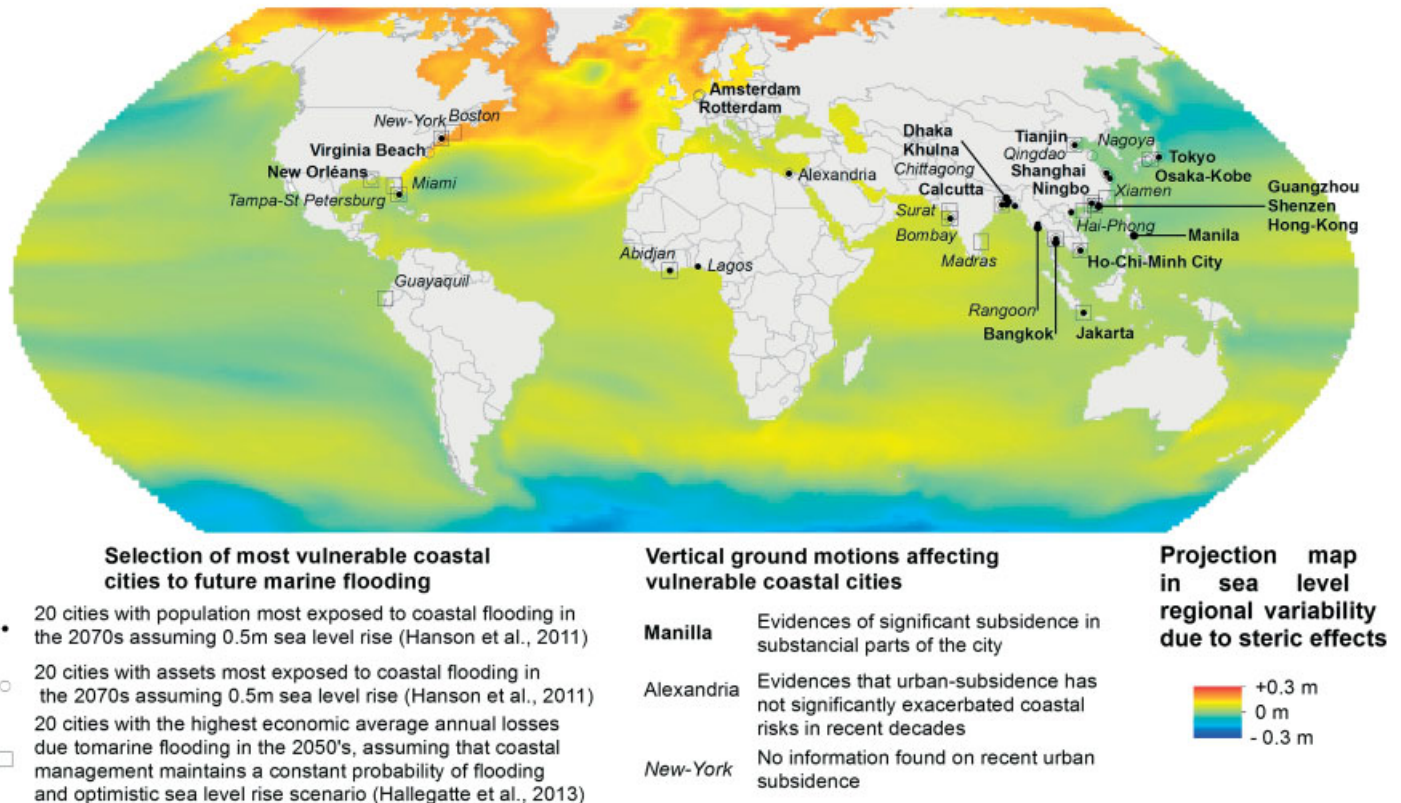 Amsterdam
Rotterdam
New-York
Boston
Virginia Beach
New Orléans
Miami
Tampa-St Petersburg
Alexandria
Dhaka
Khulna
Chittagong
Calcutta
Surat
Bombay
Madras
Tianjin
Qingdao
Shanghai
Ningbo
Nagoya
Tokyo
Osaka-Kobe
Xiamen
Guangzhou
Shenzen
Hong-Kong
Hai-Phong
Manila
Ho-Chi-Minh City
Abidjan
Lagos
Guayaquil
Rangoon
Bangkok
Jakarta
Selection of most vulnerable coastal
cities to future marine flooding
20 cities with population most exposed to coastal flooding in
the 2070s assuming 0.5m sea level rise (Hanson et al., 2011)
20 cities with assets most exposed to coastal flooding in
the 2070s assuming 0.5m sea level rise (Hanson et al., 2011)
20 cities with the highest economic average annual losses
due tomarine flooding in the 2050's, assuming that coastal
management maintains a constant probability of flooding
and optimistic sea level rise scenario (Hallegatte et al., 2013)
Vertical ground motions affecting
vulnerable coastal cities
Manilla
Evidences of significant subsidence in
substancial parts of the city
Alexandria
Evidences that urban-subsidence has
not significantly exacerbated coastal
risks in recent decades
New-York
No information found on recent urban
subsidence
Projection map
in sea level
regional variability
due to steric effects
+0.3 m
0 m
- 0.3 m